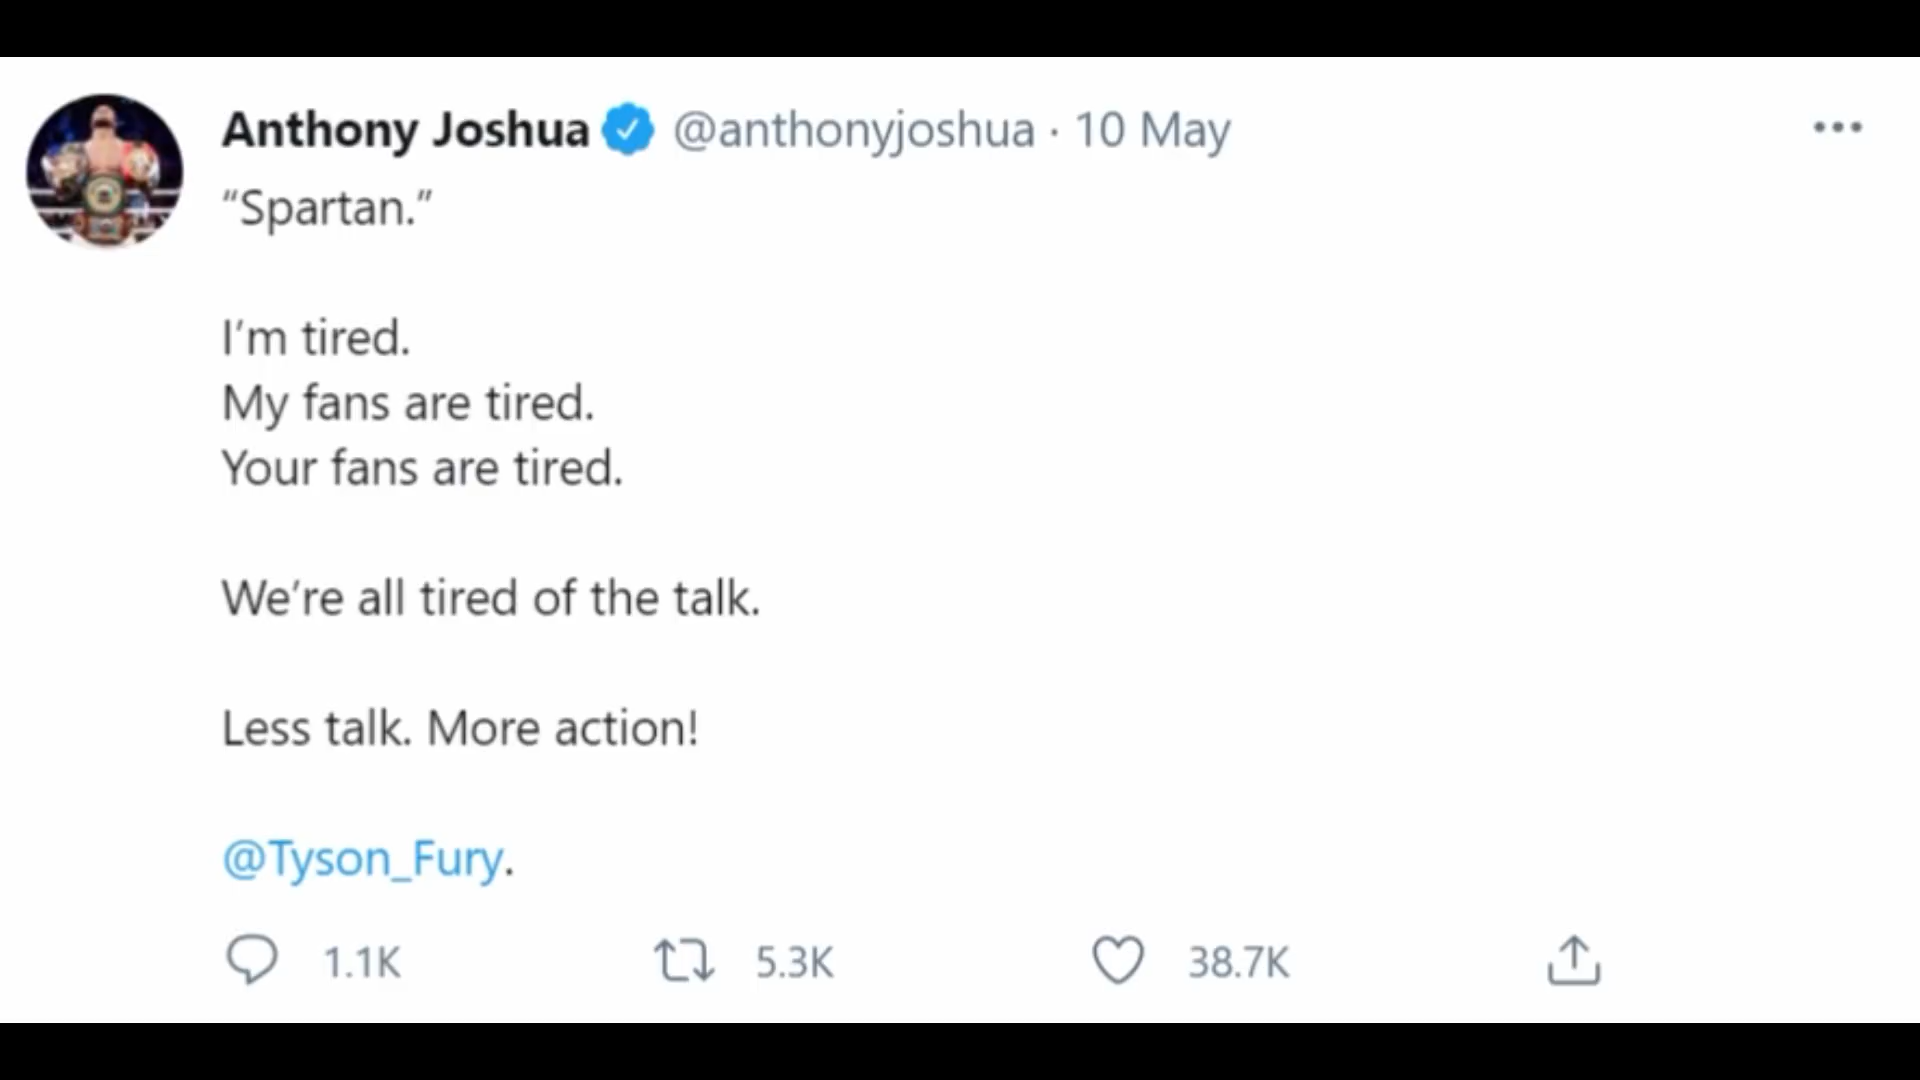 Anthony Joshua @anthonyjoshua · 10 May
“Spartan.”
I’m tired.
My fans are tired.
Your fans are tired.
We’re all tired of the talk.
Less talk. More action!
@Tyson_Fury.
1.1K 5.3K 38.7K